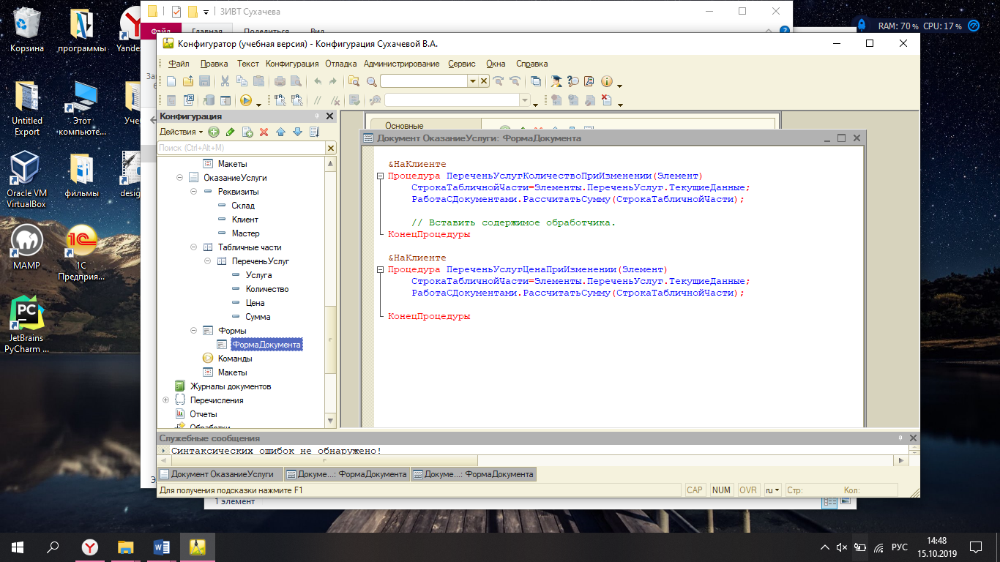 Корзина
программы
Yandex
Untitled
Export
Этот
компьюте...
Уче
Oracle VM
VirtualBox
фильмы
desig
MAMP
1С
Предприя...
JetBrains
PyCharm ...
ЗИВТ Сухачева
Файл
Главная
Поделиться
Вид
RAM: 70 % CPU: 17 %
Конфигуратор (учебная версия) - Конфигурация Сухачевой В.А.
Файл Правка Текст Конфигурация Отладка Администрирование Сервис Окна Справка
Конфигурация
Действия
Поиск (Ctrl+Alt+M)
Макеты
ОказаниеУслуги
Реквизиты
Склад
Клиент
Мастер
Табличные части
ПереченьУслуг
Услуга
Количество
Цена
Сумма
Формы
ФормаДокумента
Команды
Макеты
Журналы документов
Перечисления
Отчеты
Обработки
Основные
Документ ОказаниеУслуги: ФормаДокумента
&НаКлиенте
Процедура ПереченьУслугКоличествоПриИзменении(Элемент)
СтрокаТабличнойЧасти=Элементы.ПереченьУслуг.ТекущиеДанные;
РаботаСДокументами.РассчитатьСумму(СтрокаТабличнойЧасти);
// Вставить содержимое обработчика.
КонецПроцедуры
&НаКлиенте
Процедура ПереченьУслугЦенаПриИзменении(Элемент)
СтрокаТабличнойЧасти=Элементы.ПереченьУслуг.ТекущиеДанные;
РаботаСДокументами.РассчитатьСумму(СтрокаТабличнойЧасти);
КонецПроцедуры
Служебные сообщения
Синтаксических ошибок не обнаружено!
Документ ОказаниеУслуги
Докуме...: ФормаДокумента
Докуме...: ФормаДокумента
Для получения подсказки нажмите F1
CAP NUM OVR ru Стр: Кол:
1 элемент
РУС
14:48
15.10.2019